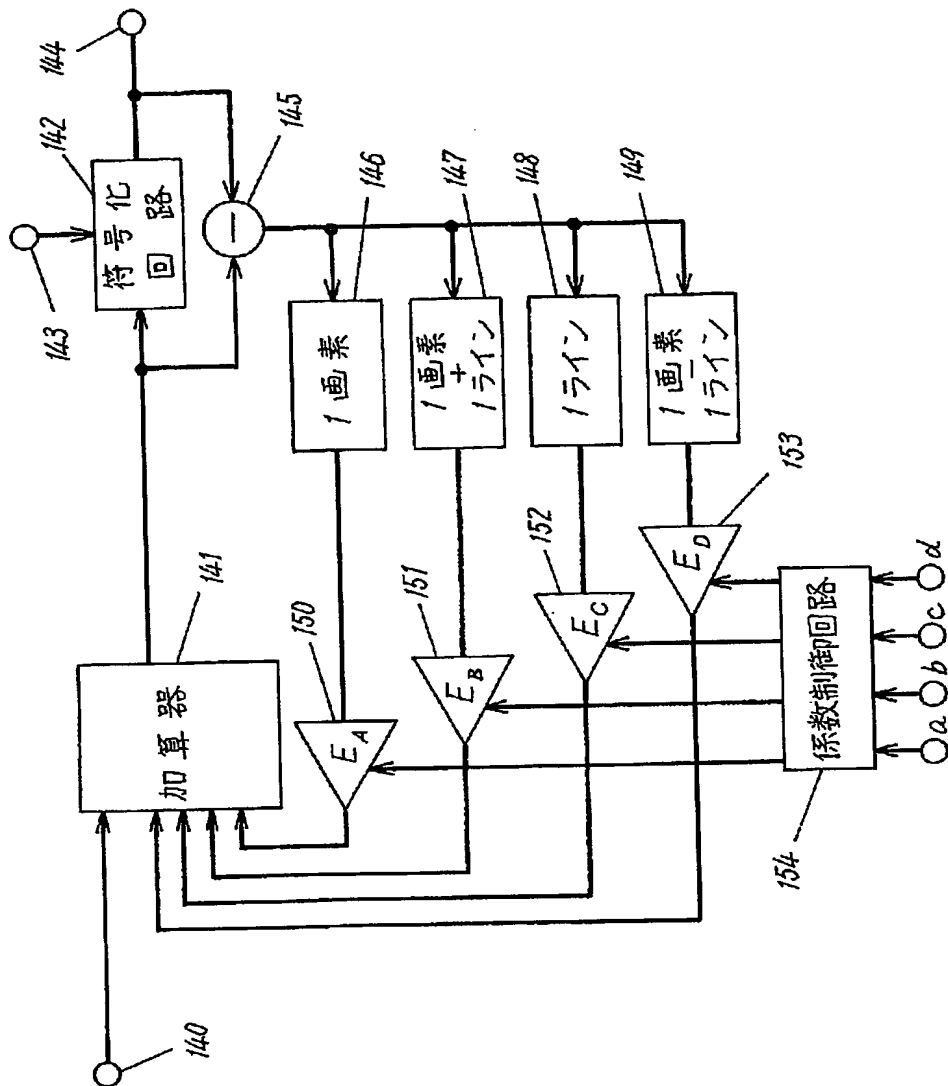 140
加算器
141
143
符号化
回路
142
144
145
1画素
146
1画素
+
1ライン
147
1ライン
148
1画素
−
1ライン
149
E_A
150
E_B
151
E_C
152
E_D
153
係数制御回路
154
a
b
c
d